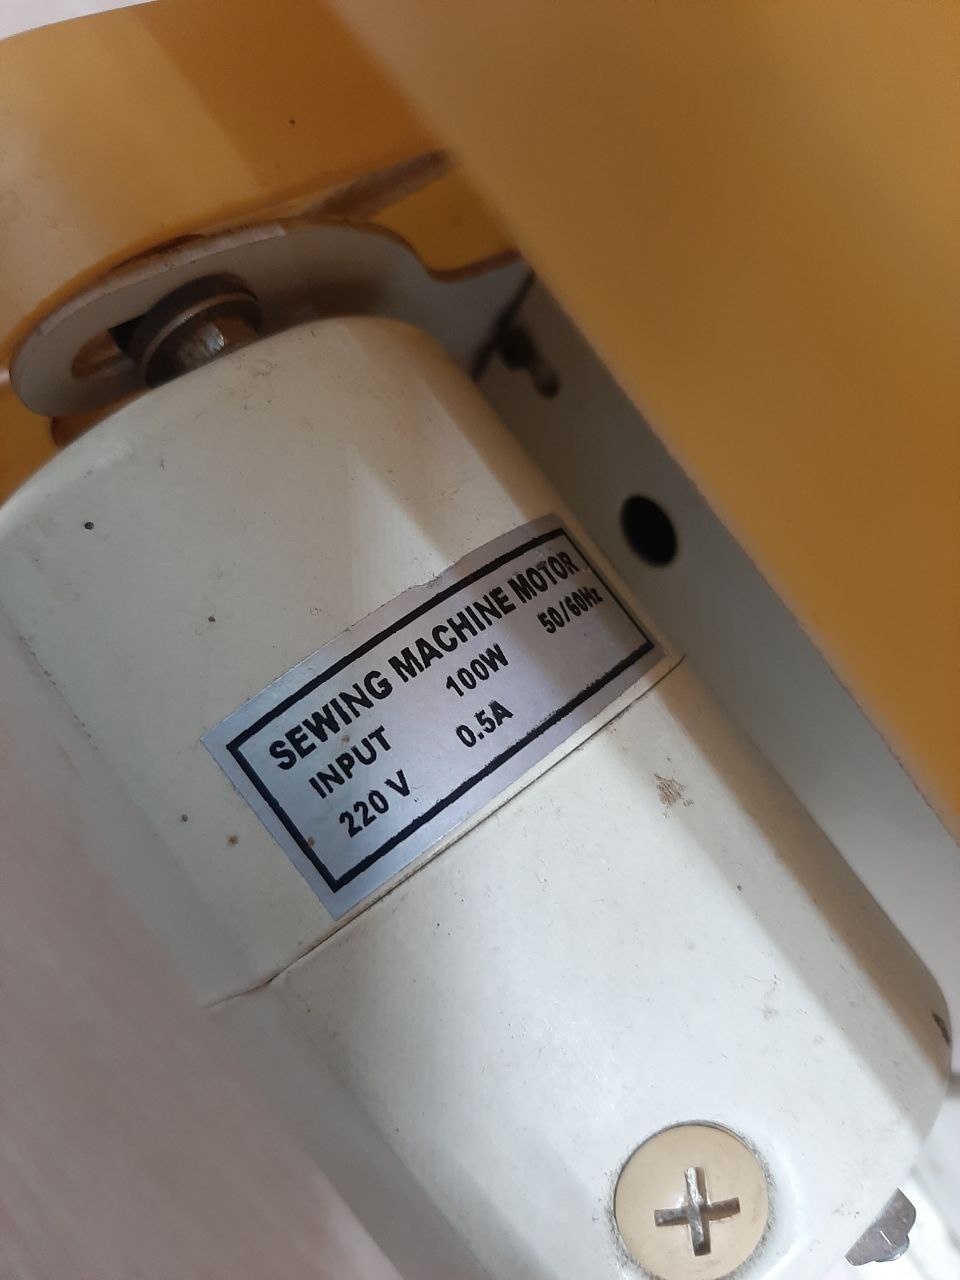 SEWING MACHINE MOTOR
INPUT 100W 50/60Hz
220 V 0.5A